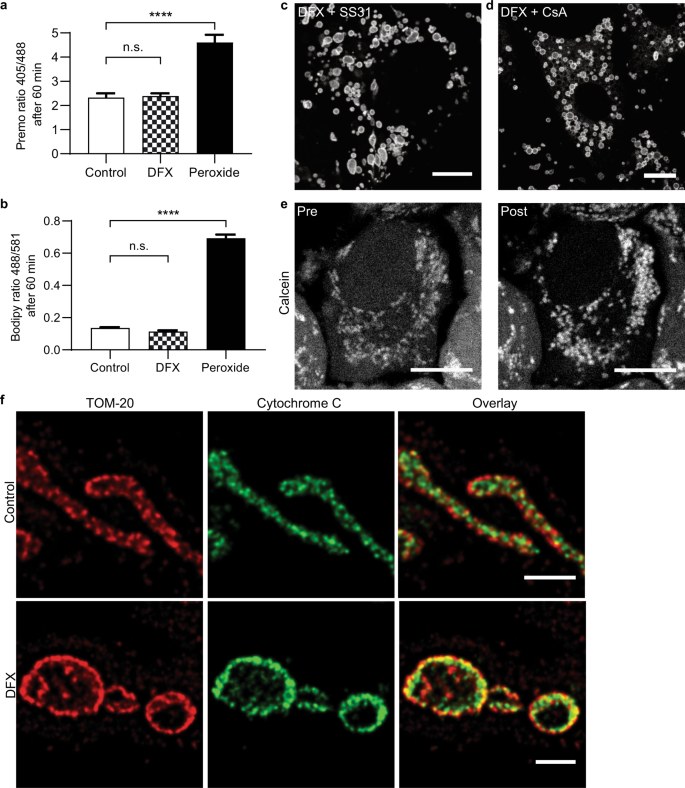 a
Premo ratio 405/488
after 60 min
5
4
3
2
1
0
****
n.s.
Control DFX Peroxide
b
Bodipy ratio 488/581
after 60 min
0.8
0.6
0.4
0.2
0.0
****
n.s.
Control DFX Peroxide
c
DFX + SS31
d
DFX + CsA
e
Calcein
Pre
Post
f
TOM-20 Cytochrome C Overlay
Control
DFX